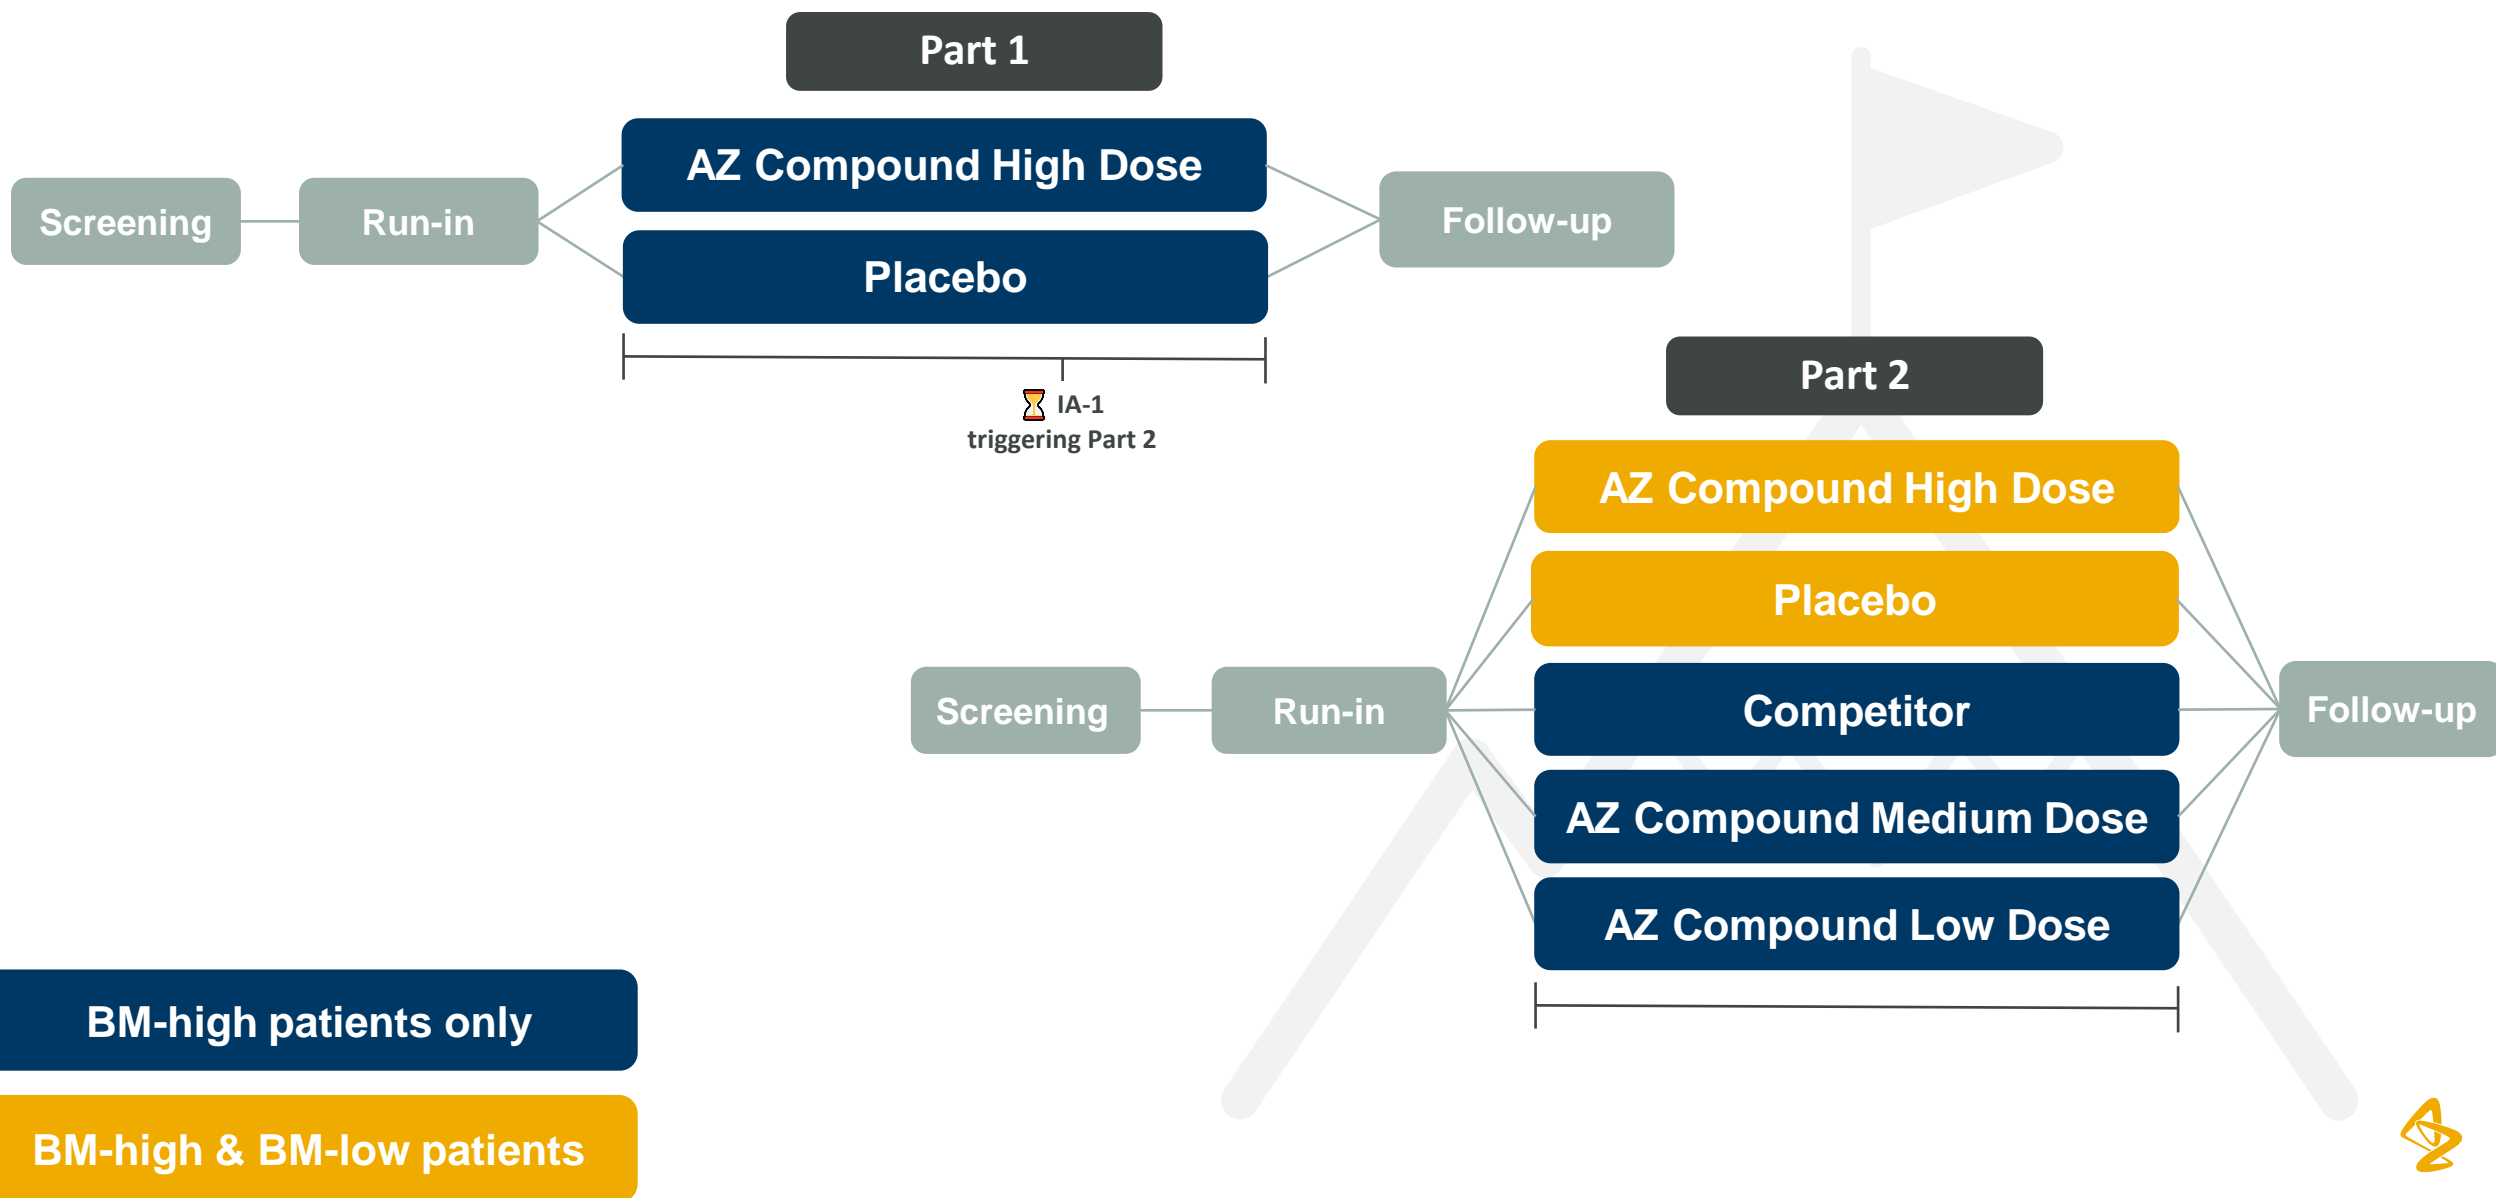 Part 1
AZ Compound High Dose
Screening
Run-in
Placebo
Follow-up
IA-1
triggering Part 2
Part 2
AZ Compound High Dose
Placebo
Screening
Run-in
Competitor
Follow-up
AZ Compound Medium Dose
AZ Compound Low Dose
BM-high patients only
BM-high & BM-low patients